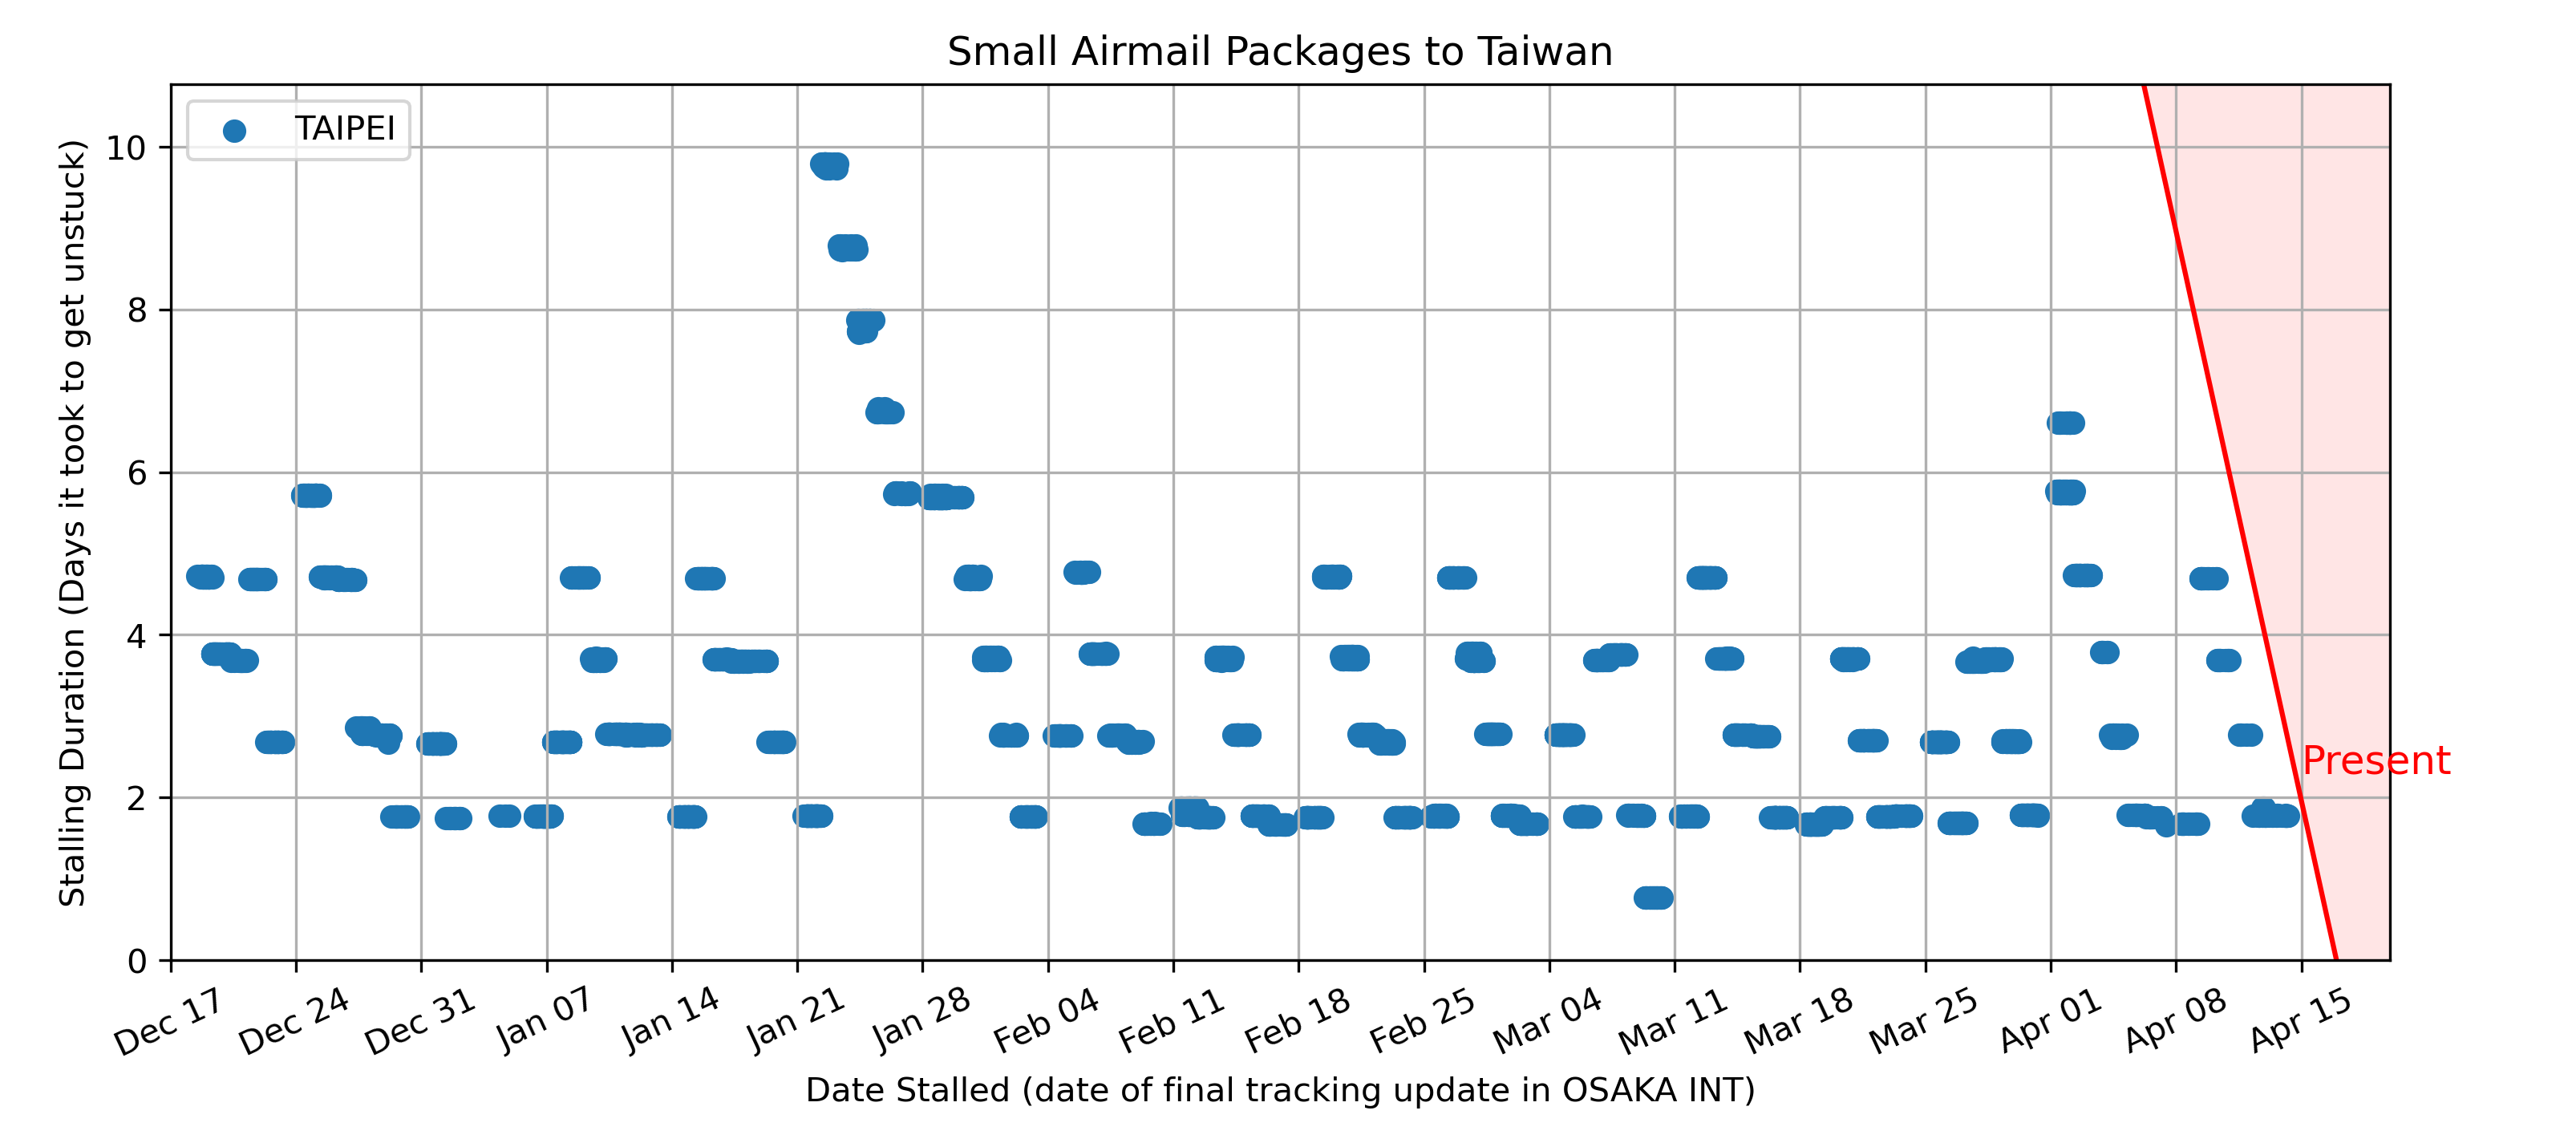 Small Airmail Packages to Taiwan
TAIPEI
Stalling Duration (Days it took to get unstuck)
10
8
6
4
2
0
Present
Dec 17
Dec 24
Dec 31
Jan 07
Jan 14
Jan 21
Jan 28
Feb 04
Feb 11
Feb 18
Feb 25
Mar 04
Mar 11
Mar 18
Mar 25
Apr 01
Apr 08
Apr 15
Date Stalled (date of final tracking update in OSAKA INT)